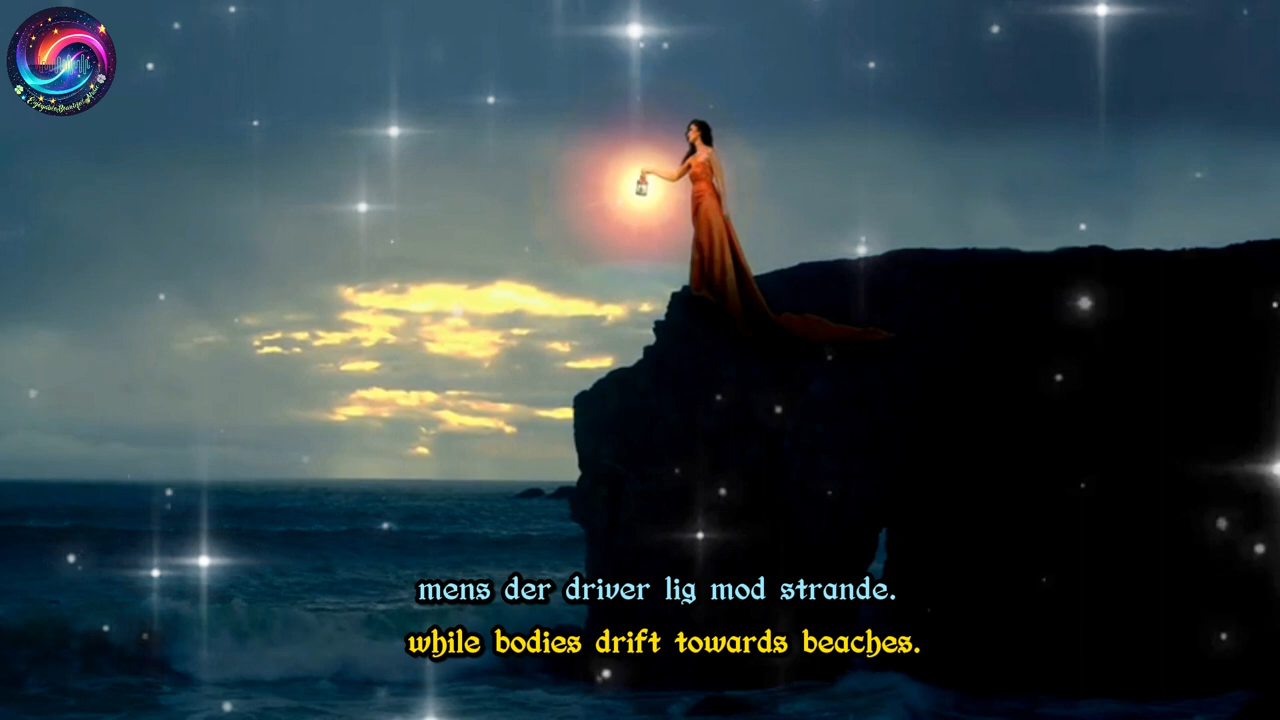 mens der driver lig mod strande.
while bodies drift towards beaches.